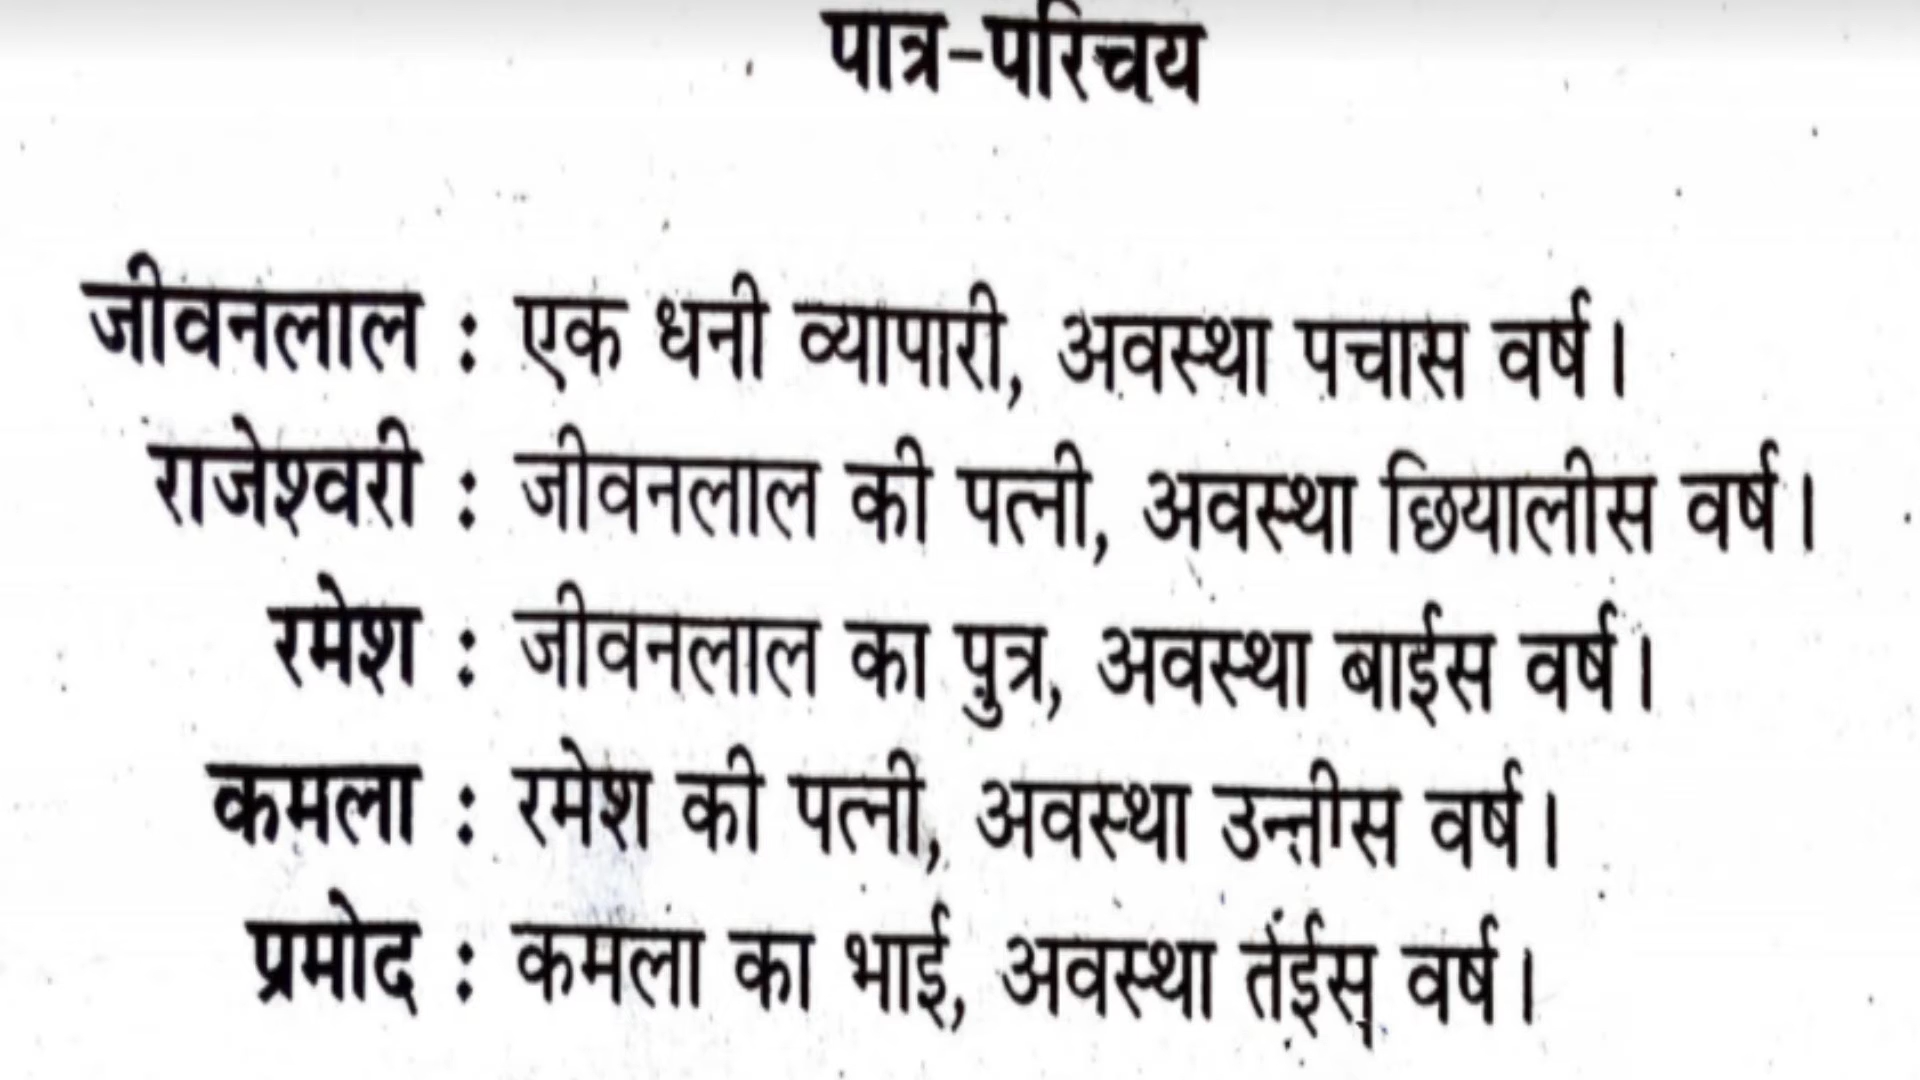 पात्र-परिचय
जीवनलाल : एक धनी व्यापारी, अवस्था पचास वर्ष।
राजेश्वरी : जीवनलाल की पत्नी, अवस्था छियालीस वर्ष।
रमेश : जीवनलाल का पुत्र, अवस्था बाईस वर्ष।
कमला : रमेश की पत्नी, अवस्था उन्नीस वर्ष।
प्रमोद : कमला का भाई, अवस्था तेईस वर्ष।